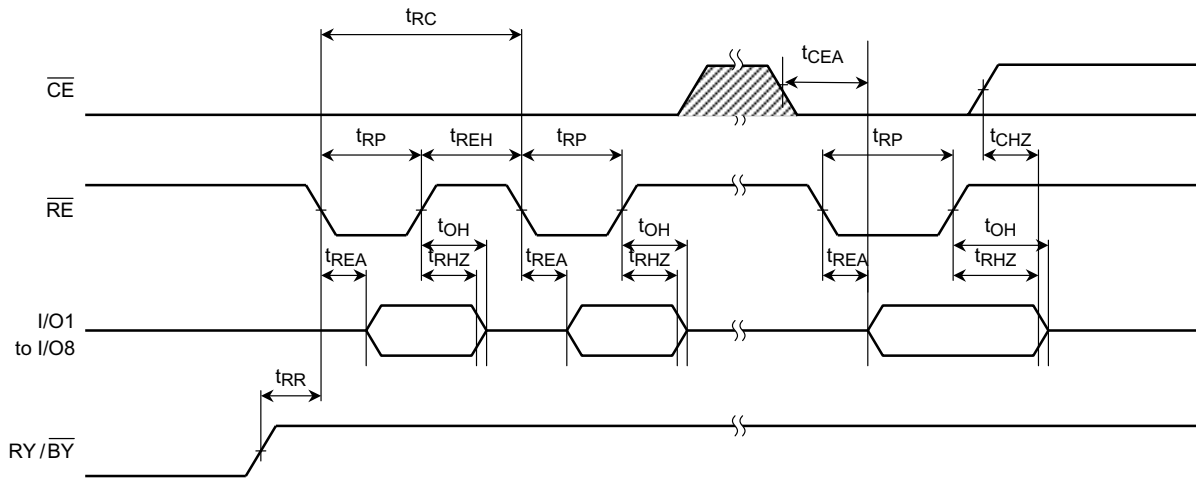 tRC
tCEA
CE
tRP
tREH
tRP
tRP
tCHZ
RE
tOH
tOH
tOH
tREA
tRHZ
tREA
tRHZ
tREA
tRHZ
I/O1
to I/O8
tRR
RY/BY